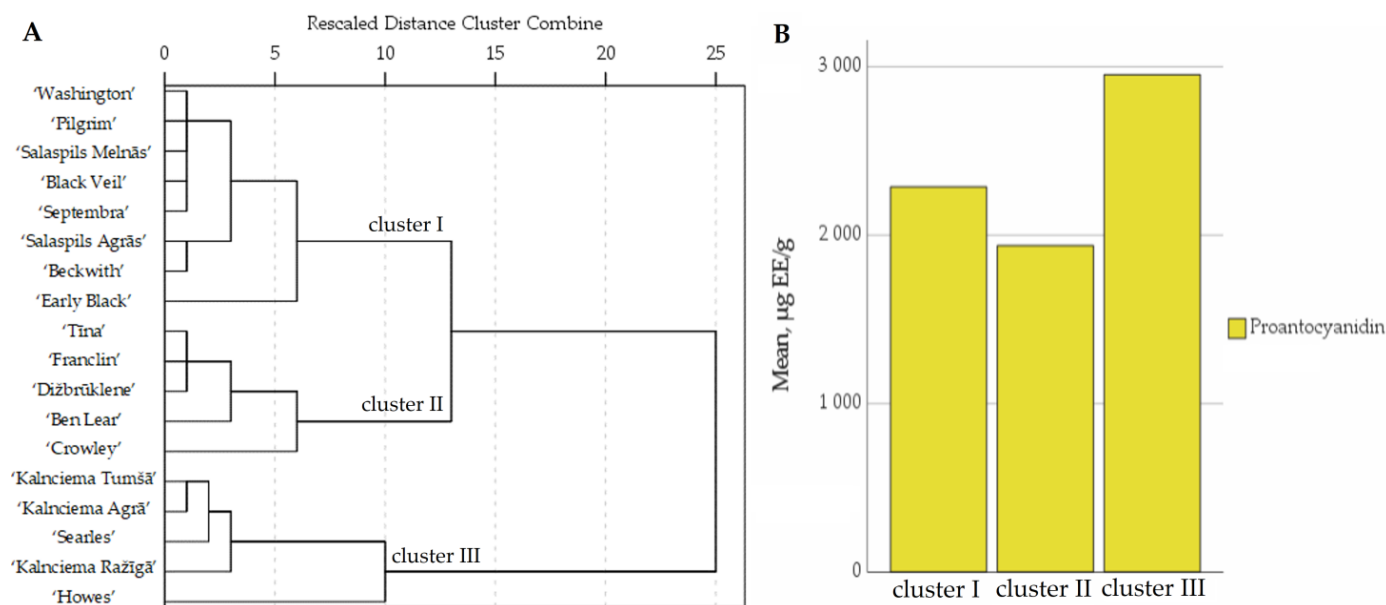 A
Rescaled Distance Cluster Combine
0 5 10 15 20 25
‘Washington’
‘Pilgrim’
‘Salaspils Melnās’
‘Black Veil’
‘Septembra’
‘Salaspils Agrās’
‘Beckwith’
‘Early Black’
‘Tīna’
‘Franclin’
‘Dižbrūklene’
‘Ben Lear’
‘Crowley’
‘Kalnciema Tumšā’
‘Kalnciema Agrā’
‘Searles’
‘Kalnciema Ražīgā’
‘Howes’
cluster I
cluster II
cluster III
B
Mean, µg EE/g
3 000
2 000
1 000
0
cluster I cluster II cluster III
Proantocyanidin